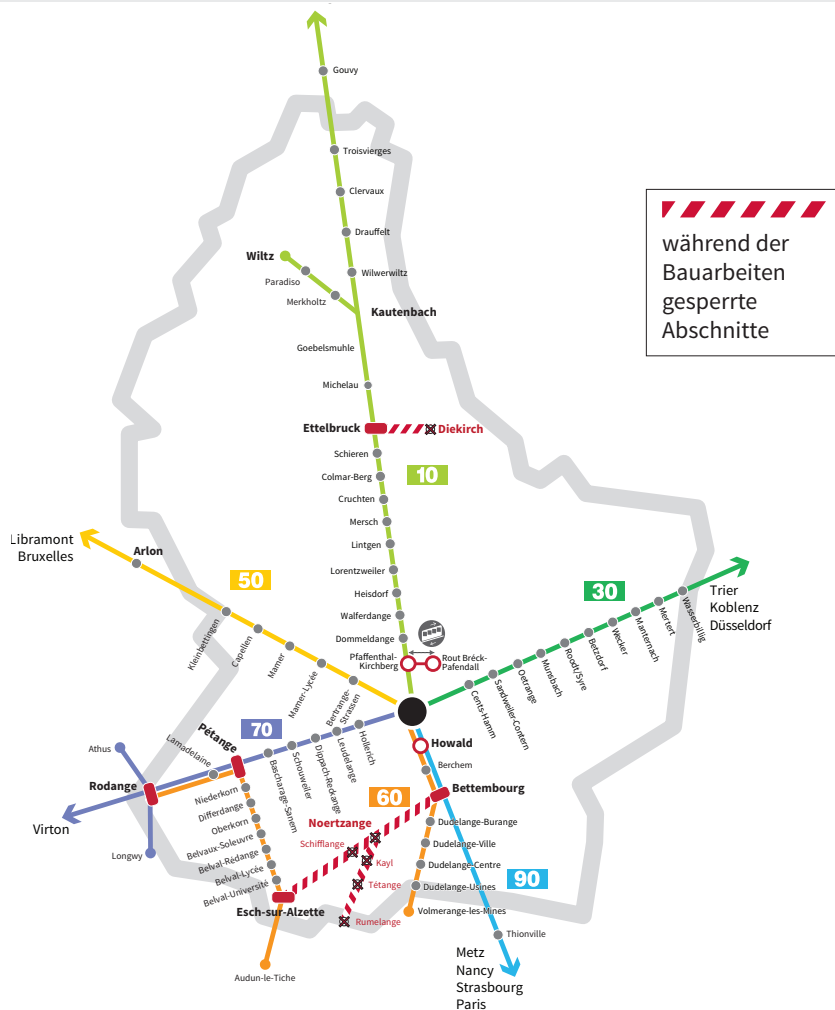 Gouvy
Troisvierges
Clervaux
Drauffelt
Wiltz
Paradiso
Wilwerwiltz
Merkholtz
Kautenbach
Goebelsmuhle
Michelau
Ettelbruck
Diekirch
Schieren
10
Colmar-Berg
Cruchten
Mersch
Lintgen
Lorentzweiler
Heisdorf
Walferdange
Dommeldange
Pfaffenthal-
Kirchberg
Rout Bréck-
Pafendall
während der
Bauarbeiten
gesperrte
Abschnitte
Libramont
Bruxelles
Arlon
50
Kleinbettingen
Capellen
Mamer
Mamer-Lycée
Bertrange-
Strassen
30
Trier
Koblenz
Düsseldorf
Wasserbillig
Mertert
Manternach
Wecker
Betzdorf
Roodt/Syre
Munsbach
Oetrange
Sandweiler-Contern
Cents-Hamm
70
Pétange
Lamadelaine
Athus
Rodange
Virton
Longwy
Bascharage-Sanem
Schouweiler
Dippach-Reckange
Leudelange
Hollerich
Howald
Berchem
60
Bettembourg
Niederkorn
Differdange
Oberkorn
Belvaux-Soleuvre
Belval-Rédange
Belval-Lycée
Belval-Université
Esch-sur-Alzette
Audun-le-Tiche
Noertzange
Schifflange
Kayl
Tétange
Rumelange
Dudelange-Burange
Dudelange-Ville
Dudelange-Centre
Dudelange-Usines
Volmerange-les-Mines
90
Thionville
Metz
Nancy
Strasbourg
Paris